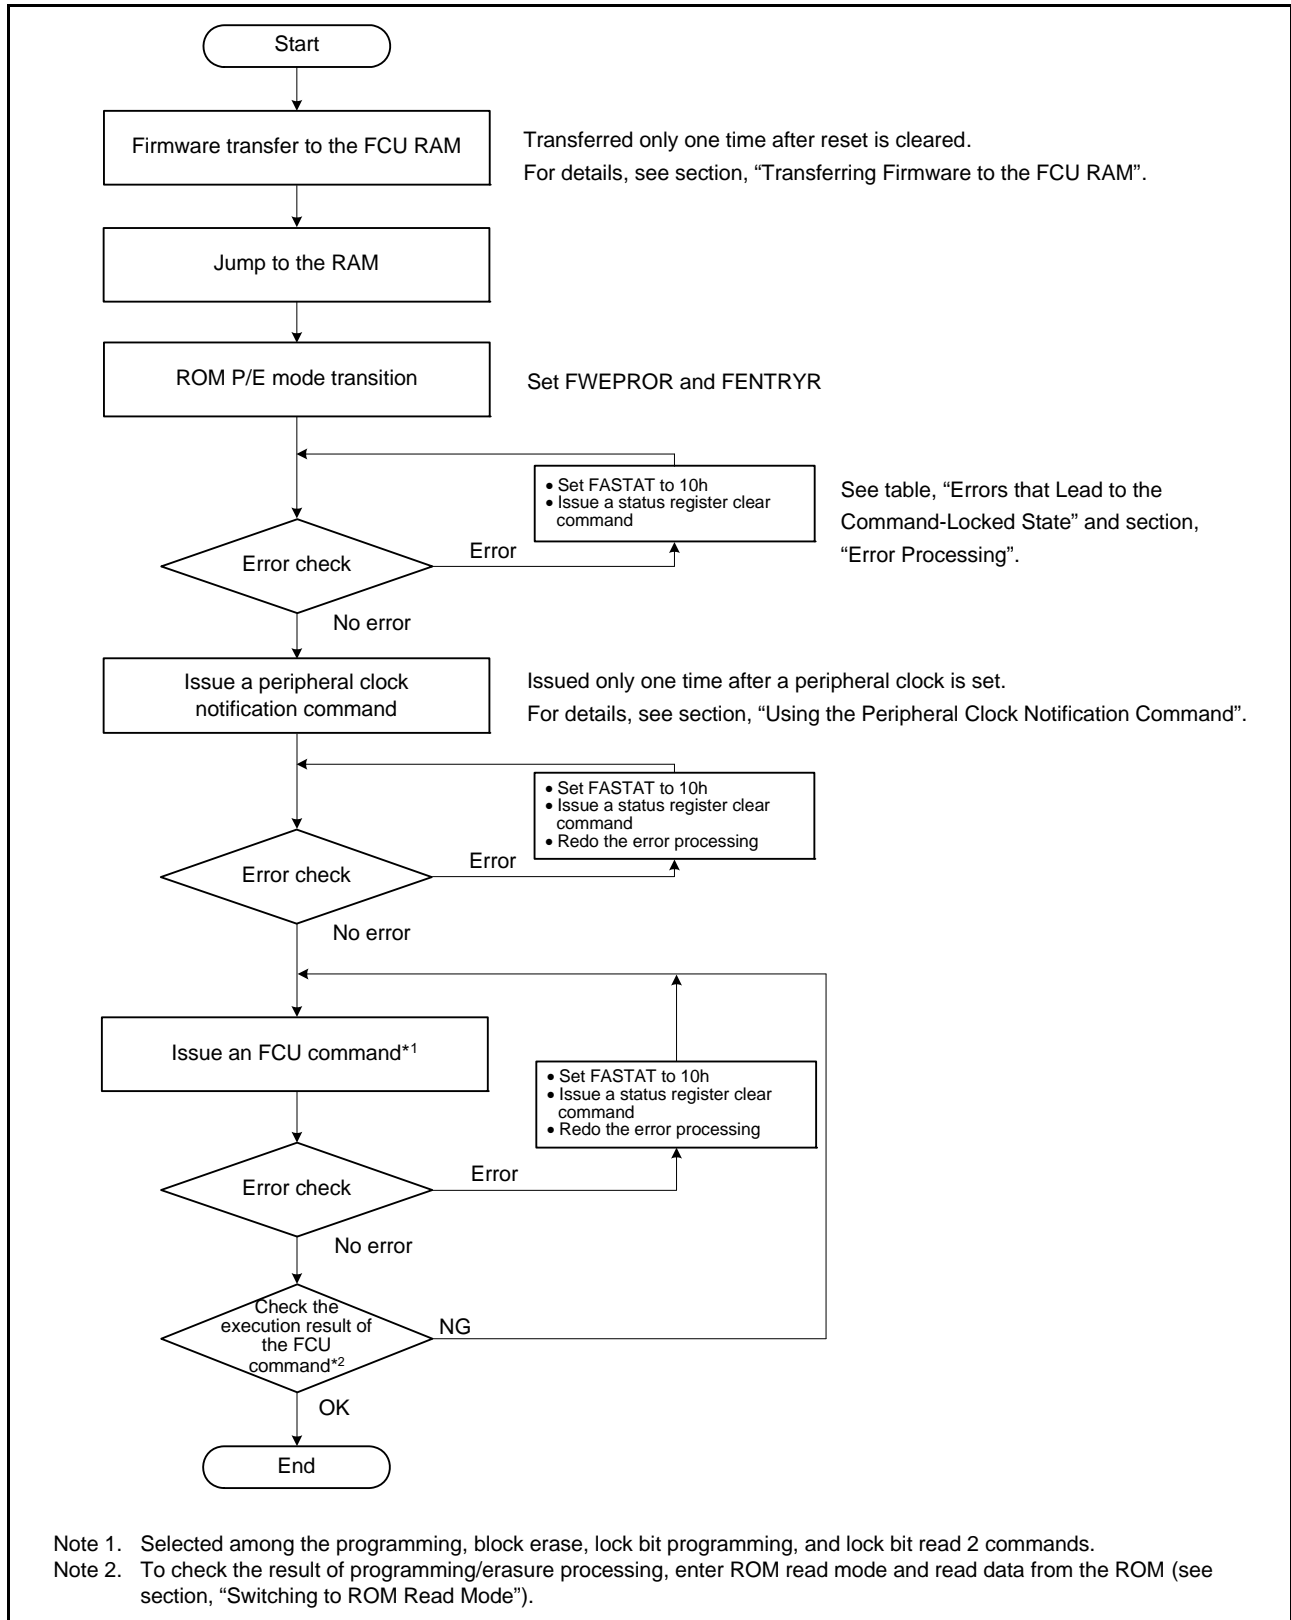 Start
Firmware transfer to the FCU RAM
Transferred only one time after reset is cleared.
For details, see section, “Transferring Firmware to the FCU RAM”.
Jump to the RAM
ROM P/E mode transition
Set FWEPROR and FENTRYR
• Set FASTAT to 10h
• Issue a status register clear
command
See table, “Errors that Lead to the
Command-Locked State” and section,
“Error Processing”.
Error check
Error
No error
Issue a peripheral clock
notification command
Issued only one time after a peripheral clock is set.
For details, see section, “Using the Peripheral Clock Notification Command”.
• Set FASTAT to 10h
• Issue a status register clear
command
• Redo the error processing
Error check
Error
No error
Issue an FCU command*1
• Set FASTAT to 10h
• Issue a status register clear
command
• Redo the error processing
Error check
Error
No error
Check the
execution result of
the FCU
command*2
NG
OK
End
Note 1. Selected among the programming, block erase, lock bit programming, and lock bit read 2 commands.
Note 2. To check the result of programming/erasure processing, enter ROM read mode and read data from the ROM (see
section, “Switching to ROM Read Mode”).